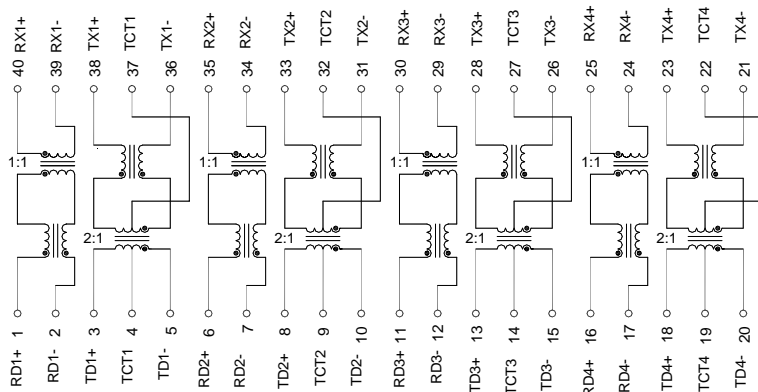 RX1+ RX1- TX1+ TCT1 TX1- RX2+ RX2- TX2+ TCT2 TX2- RX3+ RX3- TX3+ TCT3 TX3- RX4+ RX4- TX4+ TCT4 TX4-
40 39 38 37 36 35 34 33 32 31 30 29 28 27 26 25 24 23 22 21
1:1 1:1 1:1 1:1
2:1 2:1 2:1 2:1
1 2 3 4 5 6 7 8 9 10 11 12 13 14 15 16 17 18 19 20
RD1+ RD1- TD1+ TCT1 TD1- RD2+ RD2- TD2+ TCT2 TD2- RD3+ RD3- TD3+ TCT3 TD3- RD4+ RD4- TD4+ TCT4 TD4-